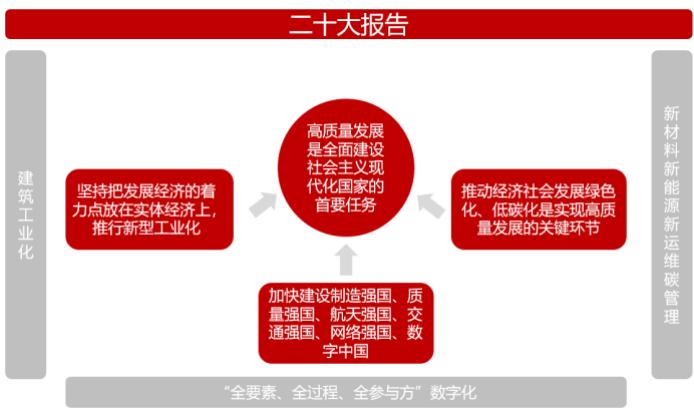 二十大报告
高质量发展
是全面建设
社会主义现
代化国家的
首要任务
建筑工业化
坚持把发展经济的着
力点放在实体经济上，
推行新型工业化
推动经济社会发展绿色
化、低碳化是实现高质
量发展的关键环节
新材料新能源新运维碳管理
加快建设制造强国、质
量强国、航天强国、交
通强国、网络强国、数
字中国
“全要素、全过程、全参与方”数字化